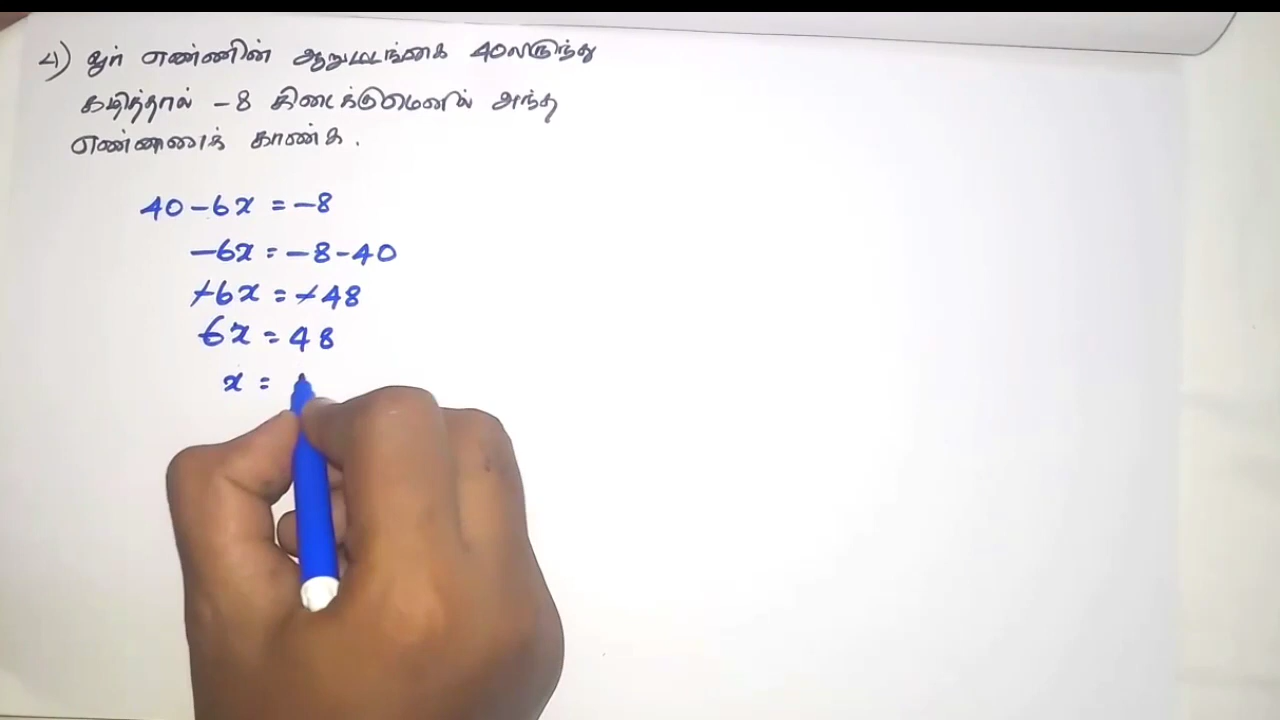 4) ஓர் எண்ணின் ஆறுமடங்கை 40லிருந்து
கழித்தால் -8 கிடைக்குமெனில் அந்த
எண்ணைக் காண்க.
40 - 6x = -8
-6x = -8 - 40
-6x = -48
6x = 48
x =